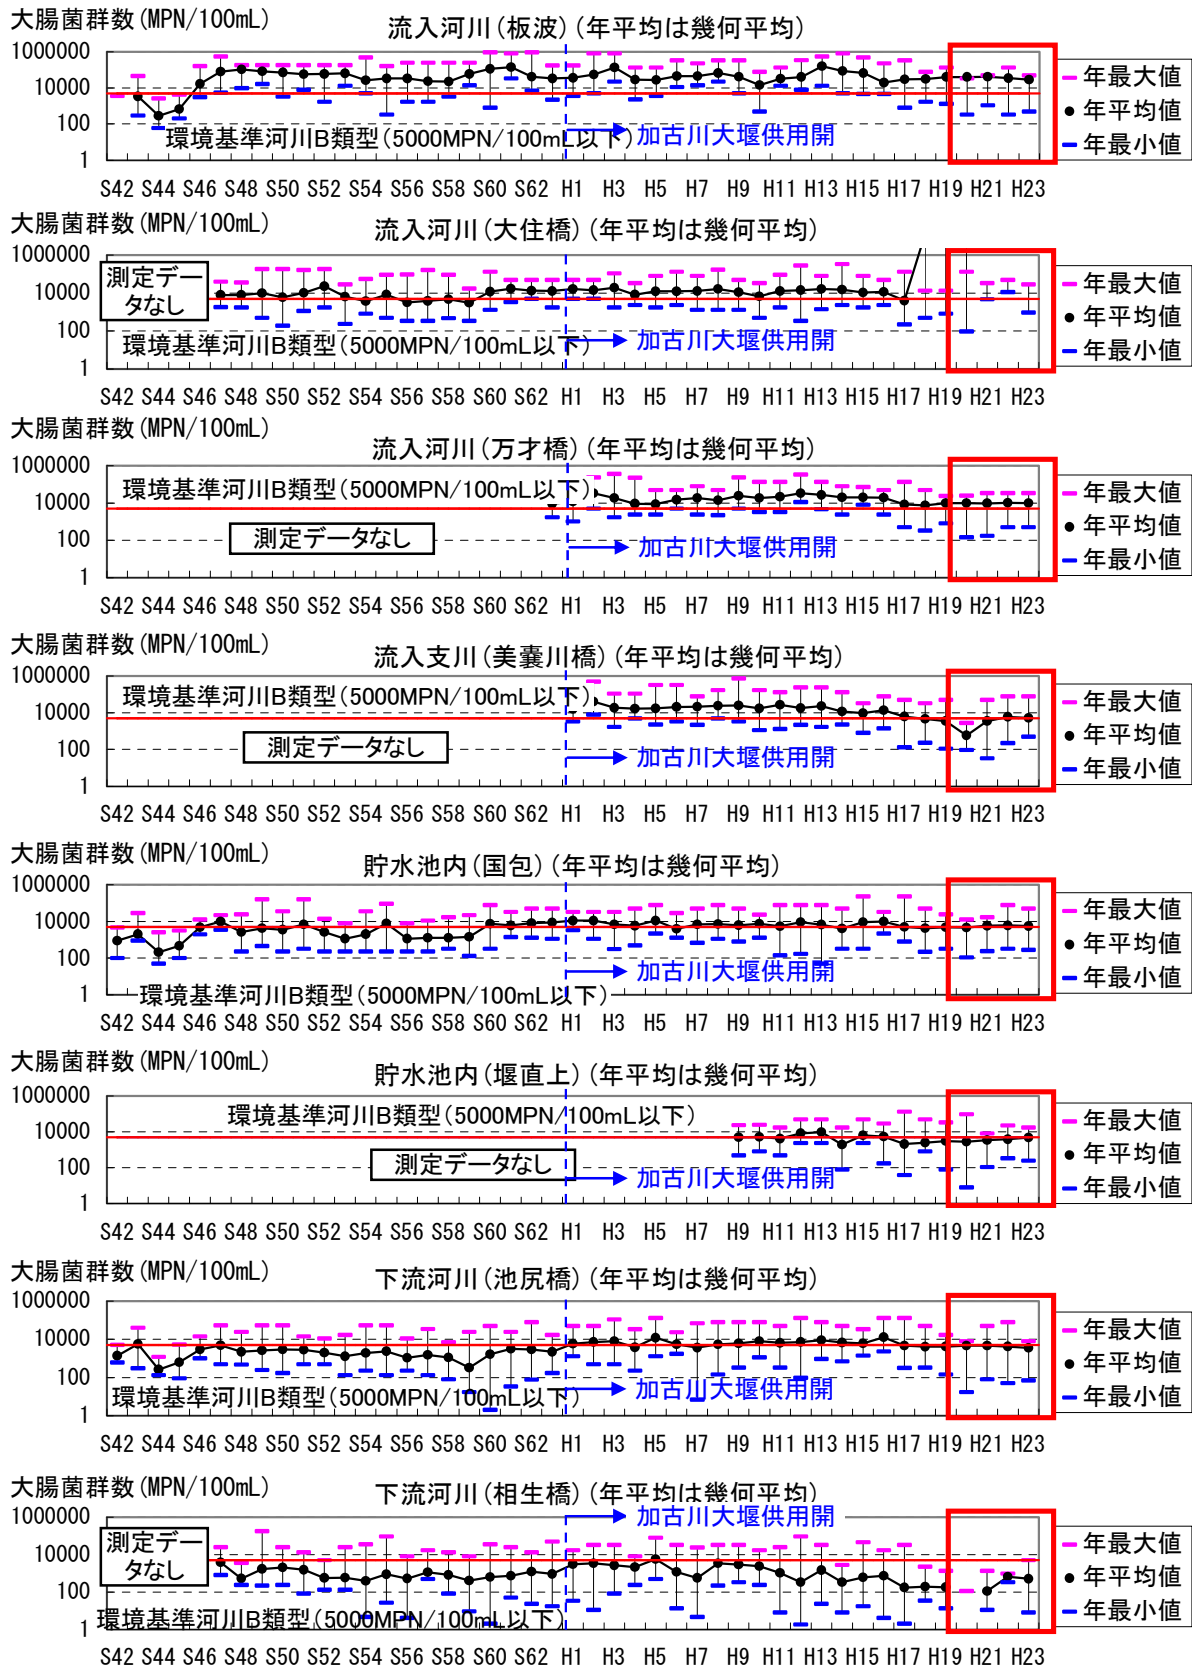 大腸菌群数(MPN/100mL)
流入河川(板波)(年平均は幾何平均)
1000000
10000
100
1
環境基準河川B類型(5000MPN/100mL以下)
加古川大堰供用開
年最大値
年平均値
年最小値
S42 S44 S46 S48 S50 S52 S54 S56 S58 S60 S62 H1 H3 H5 H7 H9 H11 H13 H15 H17 H19 H21 H23
大腸菌群数(MPN/100mL)
流入河川(大住橋)(年平均は幾何平均)
1000000
10000
100
1
測定デー
タなし
環境基準河川B類型(5000MPN/100mL以下)
加古川大堰供用開
年最大値
年平均値
年最小値
S42 S44 S46 S48 S50 S52 S54 S56 S58 S60 S62 H1 H3 H5 H7 H9 H11 H13 H15 H17 H19 H21 H23
大腸菌群数(MPN/100mL)
流入河川(万才橋)(年平均は幾何平均)
1000000
10000
100
1
環境基準河川B類型(5000MPN/100mL以下)
測定データなし
加古川大堰供用開
年最大値
年平均値
年最小値
S42 S44 S46 S48 S50 S52 S54 S56 S58 S60 S62 H1 H3 H5 H7 H9 H11 H13 H15 H17 H19 H21 H23
大腸菌群数(MPN/100mL)
流入支川(美嚢川橋)(年平均は幾何平均)
1000000
10000
100
1
環境基準河川B類型(5000MPN/100mL以下)
測定データなし
加古川大堰供用開
年最大値
年平均値
年最小値
S42 S44 S46 S48 S50 S52 S54 S56 S58 S60 S62 H1 H3 H5 H7 H9 H11 H13 H15 H17 H19 H21 H23
大腸菌群数(MPN/100mL)
貯水池内(国包)(年平均は幾何平均)
1000000
10000
100
1
加古川大堰供用開
環境基準河川B類型(5000MPN/100mL以下)
年最大値
年平均値
年最小値
S42 S44 S46 S48 S50 S52 S54 S56 S58 S60 S62 H1 H3 H5 H7 H9 H11 H13 H15 H17 H19 H21 H23
大腸菌群数(MPN/100mL)
貯水池内(堰直上)(年平均は幾何平均)
1000000
10000
100
1
環境基準河川B類型(5000MPN/100mL以下)
測定データなし
加古川大堰供用開
年最大値
年平均値
年最小値
S42 S44 S46 S48 S50 S52 S54 S56 S58 S60 S62 H1 H3 H5 H7 H9 H11 H13 H15 H17 H19 H21 H23
大腸菌群数(MPN/100mL)
下流河川(池尻橋)(年平均は幾何平均)
1000000
10000
100
1
加古川大堰供用開
環境基準河川B類型(5000MPN/100mL以下)
年最大値
年平均値
年最小値
S42 S44 S46 S48 S50 S52 S54 S56 S58 S60 S62 H1 H3 H5 H7 H9 H11 H13 H15 H17 H19 H21 H23
大腸菌群数(MPN/100mL)
下流河川(相生橋)(年平均は幾何平均)
加古川大堰供用開
1000000
10000
100
1
測定デー
タなし
環境基準河川B類型(5000MPN/100mL以下)
年最大値
年平均値
年最小値
S42 S44 S46 S48 S50 S52 S54 S56 S58 S60 S62 H1 H3 H5 H7 H9 H11 H13 H15 H17 H19 H21 H23